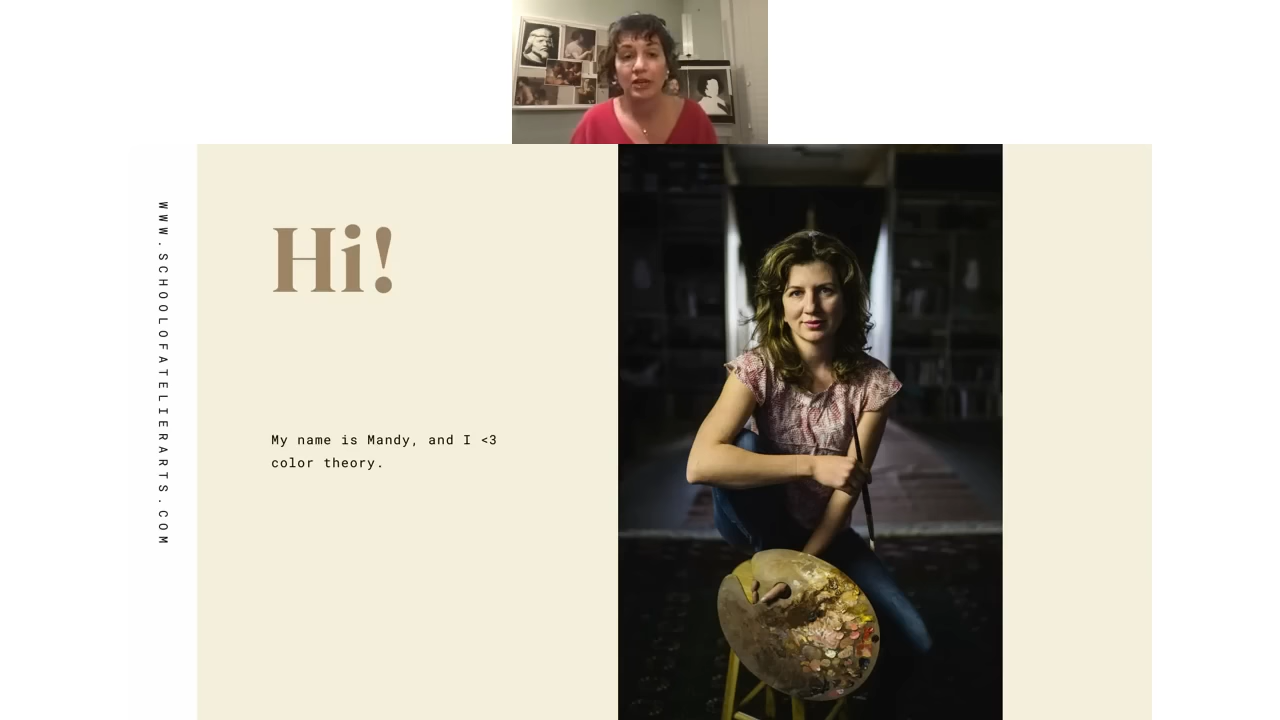 WWW.SCHOOLOFATELIERARTS.COM
Hi!
My name is Mandy, and I <3
color theory.